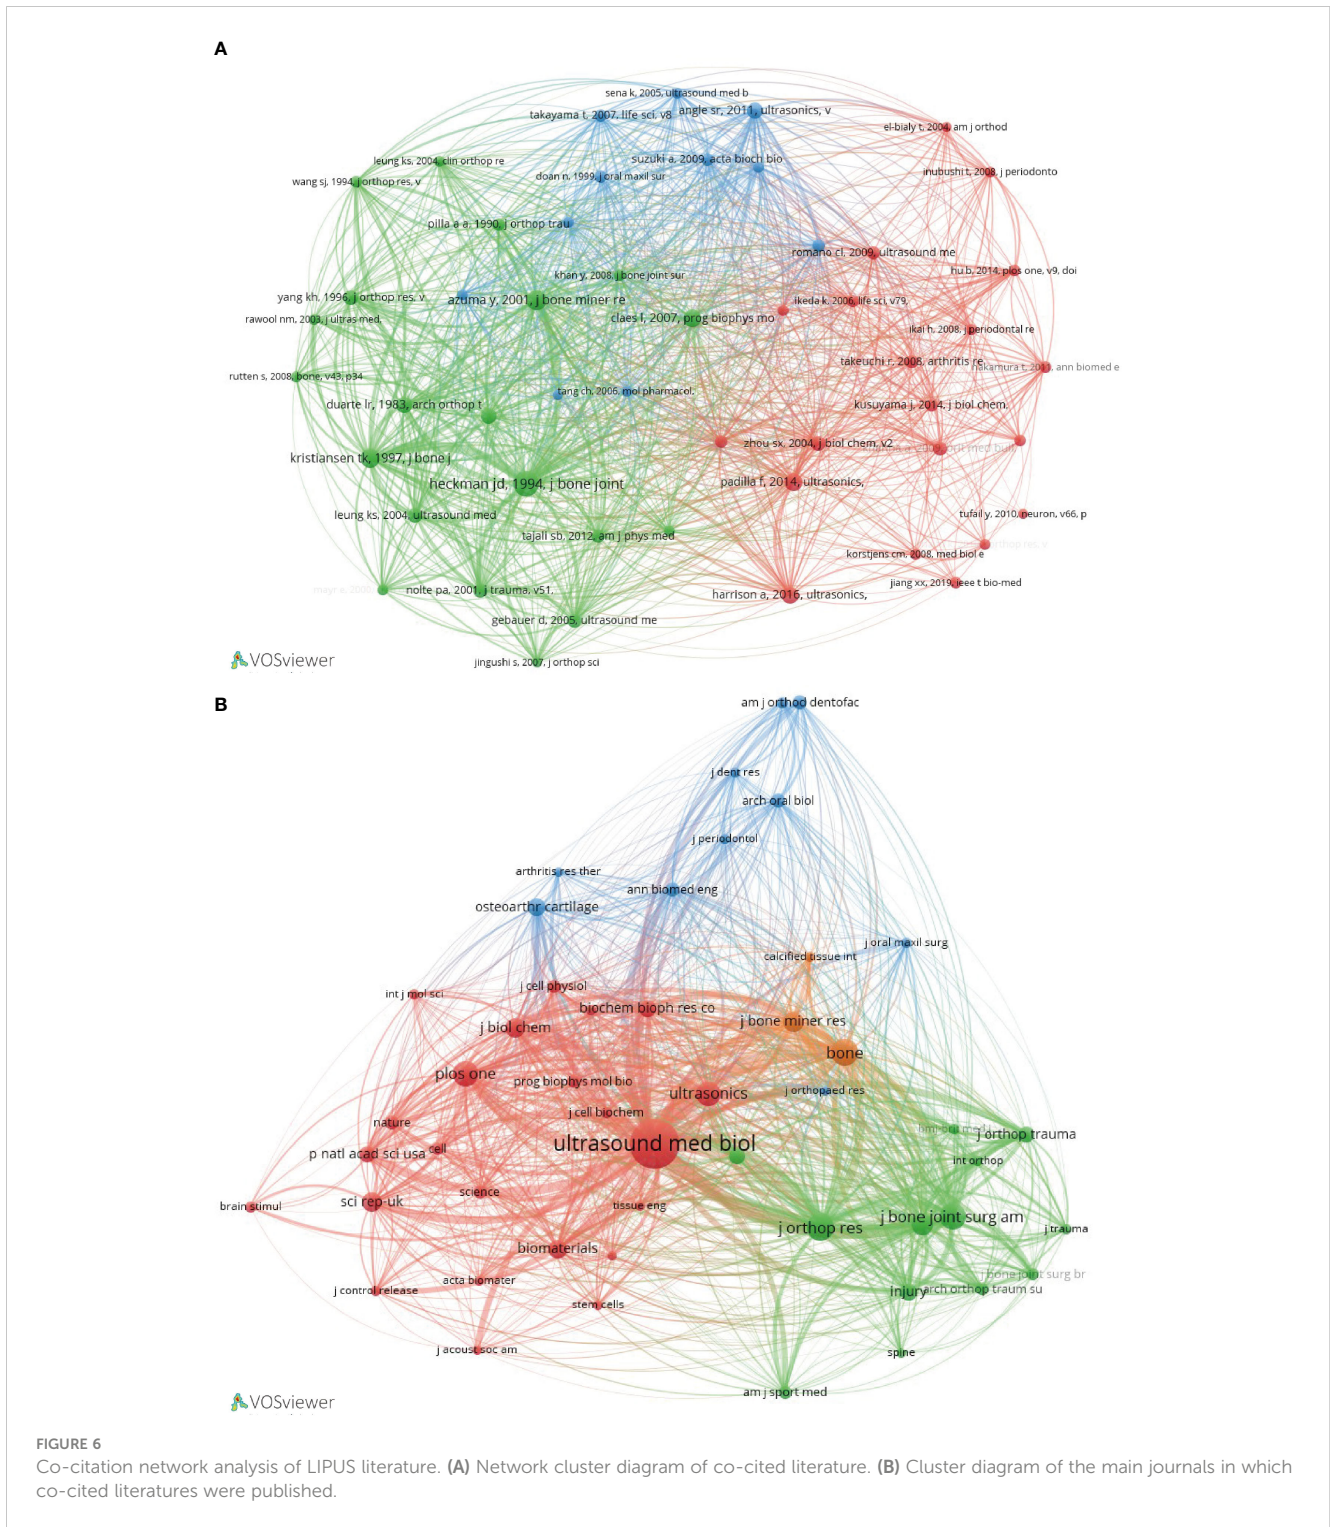 A
sena k, 2005, ultrasound med b
takayama t, 2007, life sci, v8
angle sr, 2011, ultrasonics, v
el-bialy t, 2004, am j orthod
leung ks, 2004, clin orthop re
suzuki a, 2009, acta bioch bio
doan n, 1999, j oral maxil sur
inubushi t, 2008, j periodonto
wang sj, 1994, j orthop res, v
pilla a a, 1990, j orthop trau
romano cl, 2009, ultrasound me
khan y, 2008, j bone joint sur
hu b, 2014, plos one, v9, doi
yang kh, 1996, j orthop res, v
azuma y, 2001, j bone miner re
ikeda k, 2006, life sci, v79,
rawool nm, 2003, j ultras med,
claes l, 2007, prog biophys mo
ikai h, 2008, j periodontal re
takeuchi r, 2008, arthritis re,
nakamura t, 2011, ann biomed e
rutten s, 2008, bone, v43, p34
tang ch, 2006, mol pharmacol,
duarte lr, 1983, arch orthop t
kusuyama j, 2014, j biol chem,
zhou sx, 2004, j biol chem, v2
kristiansen tk, 1997, j bone j
heckman jd, 1994, j bone joint
padilla f, 2014, ultrasonics,
leung ks, 2004, ultrasound med
tufail y, 2010, neuron, v66, p
tajali sb, 2012, am j phys med
orthop res, v
korstjens cm, 2008, med biol e
jiang xx, 2019, ieee t bio-med
mayr e, 2000,
nolte pa, 2001, j trauma, v51,
harrison a, 2016, ultrasonics,
gebauer d, 2005, ultrasound me
jingushi s, 2007, j orthop sci
VOSviewer
B
am j orthod dentofac
j dent res
arch oral biol
j periodontol
arthritis res ther
ann biomed eng
osteoarthr cartilage
j oral maxil surg
calcified tissue int
j cell physiol
int j mol sci
biochem bioph res co
j bone miner res
j biol chem
bone
plos one
prog biophys mol bio
ultrasonics
j orthopaed res
j cell biochem
nature
j orthop trauma
ultrasound med biol
p natl acad sci usa
cell
int orthop
science
sci rep-uk
brain stimul
tissue eng
j bone joint surg am
j orthop res
j trauma
biomaterials
j bone joint surg br
acta biomater
j control release
injury
arch orthop traum su
stem cells
j acoust soc am
spine
am j sport med
VOSviewer
FIGURE 6
Co-citation network analysis of LIPUS literature. (A) Network cluster diagram of co-cited literature. (B) Cluster diagram of the main journals in which
co-cited literatures were published.